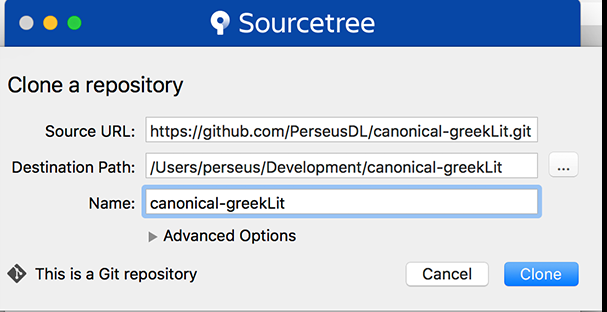 Sourcetree
Clone a repository
Source URL: https://github.com/PerseusDL/canonical-greekLit.git
Destination Path: /Users/perseus/Development/canonical-greekLit ...
Name: canonical-greekLit
Advanced Options
This is a Git repository Cancel Clone